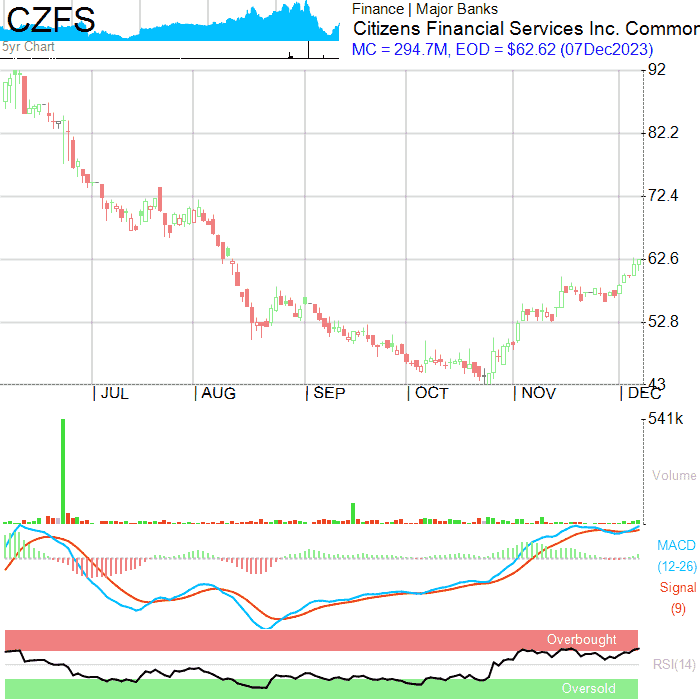 CZFS
5yr Chart
Finance | Major Banks
Citizens Financial Services Inc. Common
MC = 294.7M, EOD = $62.62 (07Dec2023)
92
82.2
72.4
62.6
52.8
43
JUL AUG SEP OCT NOV DEC
541k
Volume
MACD
(12-26)
Signal
(9)
Overbought
RSI(14)
Oversold